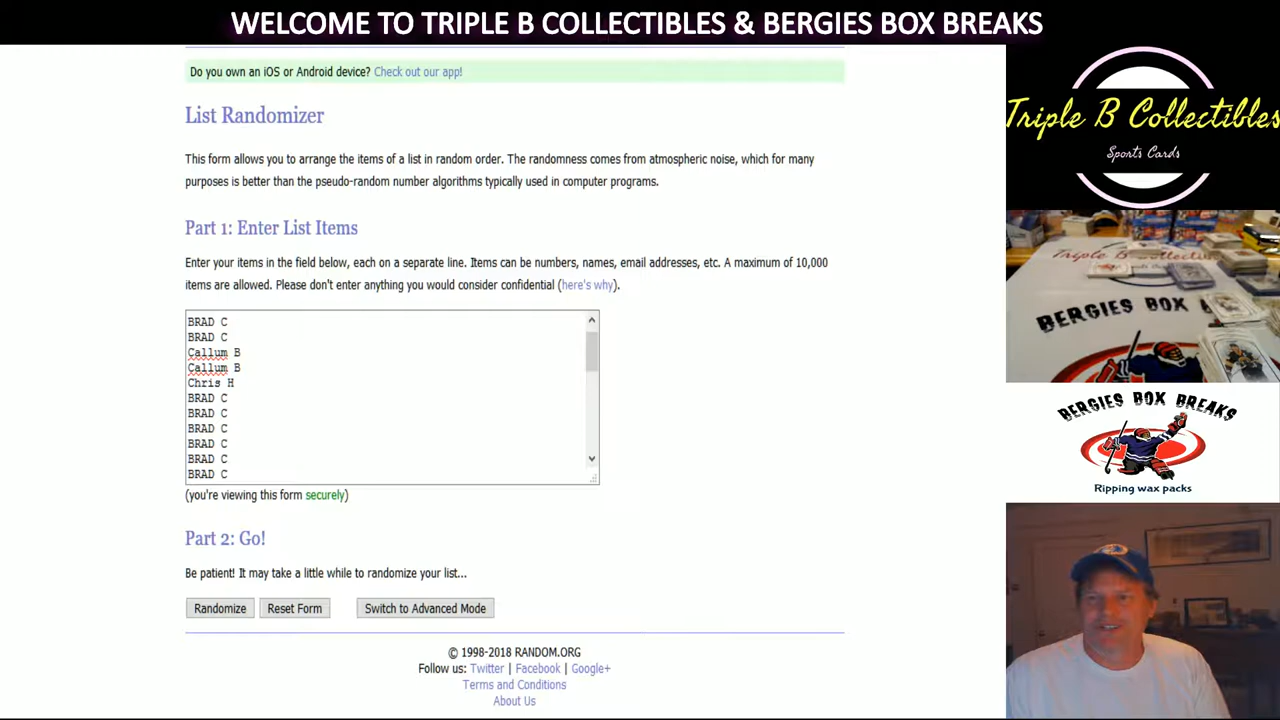 WELCOME TO TRIPLE B COLLECTIBLES & BERGIES BOX BREAKS
Do you own an iOS or Android device? Check out our app!
List Randomizer
This form allows you to arrange the items of a list in random order. The randomness comes from atmospheric noise, which for many
purposes is better than the pseudo-random number algorithms typically used in computer programs.
Part 1: Enter List Items
Enter your items in the field below, each on a separate line. Items can be numbers, names, email addresses, etc. A maximum of 10,000
items are allowed. Please don't enter anything you would consider confidential (here's why).
BRAD C
BRAD C
Callum B
Callum B
Chris H
BRAD C
BRAD C
BRAD C
BRAD C
BRAD C
BRAD C
(you're viewing this form securely)
Part 2: Go!
Be patient! It may take a little while to randomize your list...
Randomize
Reset Form
Switch to Advanced Mode
© 1998-2018 RANDOM.ORG
Follow us: Twitter | Facebook | Google+
Terms and Conditions
About Us
Triple B Collectibles
Sports Cards
Triple B Collectibles
BERGIES BOX
BERGIES BOX BREAKS
Ripping wax packs